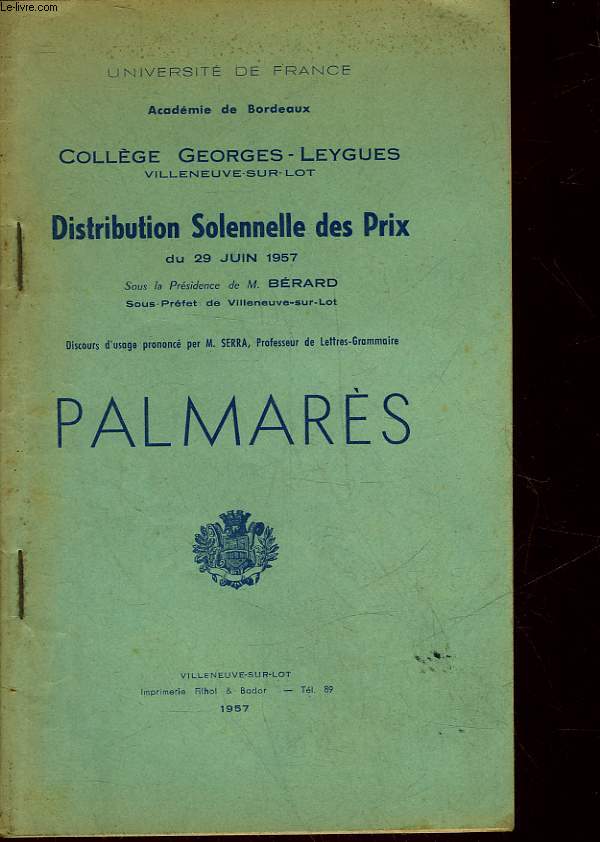 Le-livre.com
UNIVERSITÉ DE FRANCE
Académie de Bordeaux
COLLÈGE GEORGES-LEYGUES
VILLENEUVE-SUR-LOT
Distribution Solennelle des Prix
du 29 JUIN 1957
Sous la Présidence de M. BÉRARD
Sous-Préfet de Villeneuve-sur-Lot
Discours d'usage prononcé par M. SERRA, Professeur de Lettres-Grammaire
PALMARÈS
VILLENEUVE-SUR-LOT
Imprimerie Filhol & Bador — Tél. 89
1957